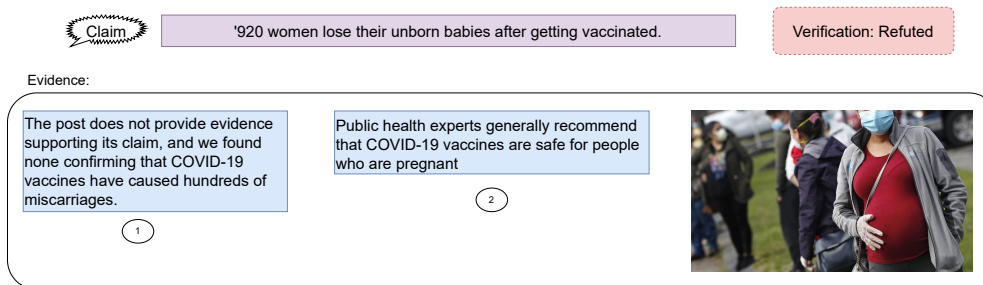 Claim
'920 women lose their unborn babies after getting vaccinated.
Verification: Refuted
Evidence:
The post does not provide evidence
supporting its claim, and we found
none confirming that COVID-19
vaccines have caused hundreds of
miscarriages.
1
Public health experts generally recommend
that COVID-19 vaccines are safe for people
who are pregnant
2